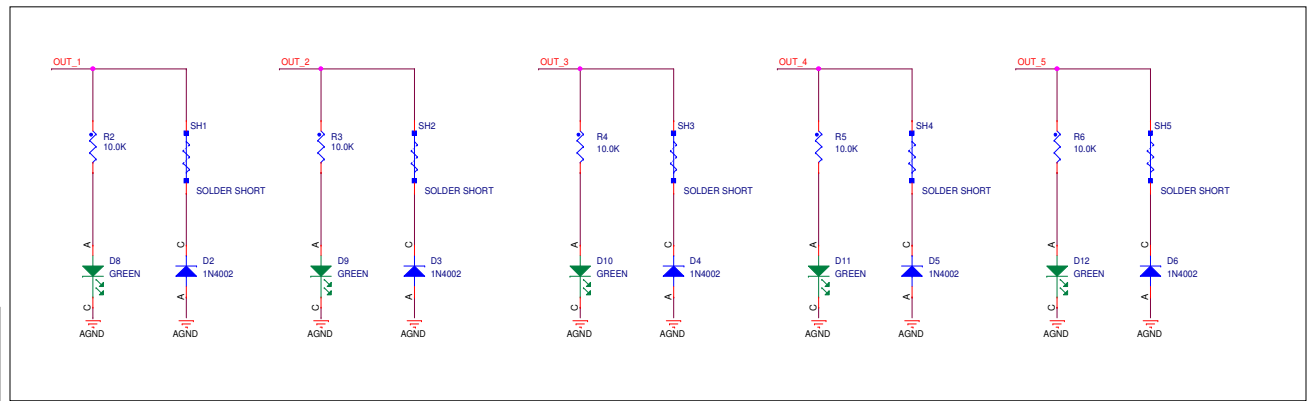 OUT_1
OUT_2
OUT_3
OUT_4
OUT_5
SH1
SH2
SH3
SH4
SH5
R2
10.0K
R3
10.0K
R4
10.0K
R5
10.0K
R6
10.0K
SOLDER SHORT
SOLDER SHORT
SOLDER SHORT
SOLDER SHORT
SOLDER SHORT
A
C
A
C
A
C
A
C
A
C
D8
GREEN
D2
1N4002
D9
GREEN
D3
1N4002
D10
GREEN
D4
1N4002
D11
GREEN
D5
1N4002
D12
GREEN
D6
1N4002
C
A
C
A
C
A
C
A
C
A
AGND
AGND
AGND
AGND
AGND
AGND
AGND
AGND
AGND
AGND